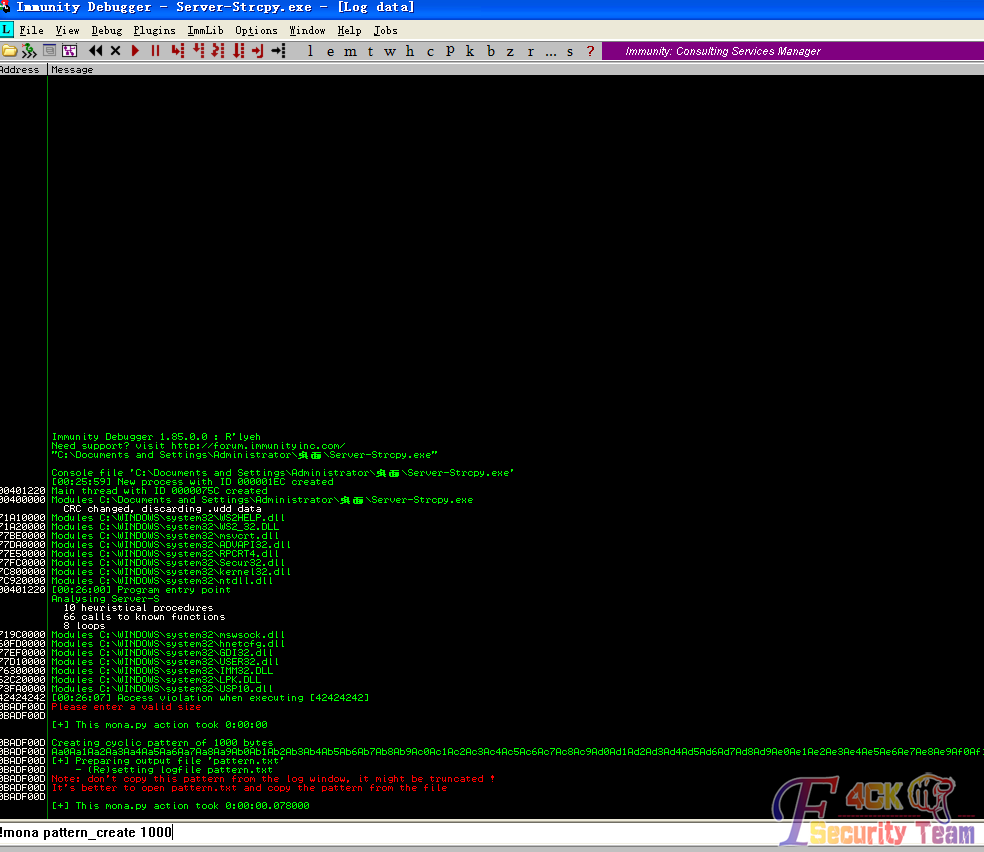 Immunity Debugger - Server-Strcpy.exe - [Log data]
L File View Debug Plugins ImmLib Options Window Help Jobs
l e m t w h c P k b z r ... s ? Immunity: Consulting Services Manager
Address Message
Immunity Debugger 1.85.0.0 : R'lyeh
Need support? visit http://forum.immunityinc.com/
"C:\Documents and Settings\Administrator\桌面\Server-Strcpy.exe"
Console file 'C:\Documents and Settings\Administrator\桌面\Server-Strcpy.exe'
[00:25:59] New process with ID 000001EC created
00401220 Main thread with ID 0000075C created
00400000 Modules C:\Documents and Settings\Administrator\桌面\Server-Strcpy.exe
CRC changed, discarding .udd data
71A10000 Modules C:\WINDOWS\system32\WS2HELP.dll
71A20000 Modules C:\WINDOWS\system32\WS2_32.DLL
77BE0000 Modules C:\WINDOWS\system32\msvcrt.dll
77DA0000 Modules C:\WINDOWS\system32\ADVAPI32.dll
77E50000 Modules C:\WINDOWS\system32\RPCRT4.dll
77FC0000 Modules C:\WINDOWS\system32\Secur32.dll
7C800000 Modules C:\WINDOWS\system32\kernel32.dll
7C920000 Modules C:\WINDOWS\system32\ntdll.dll
00401220 [00:26:00] Program entry point
Analysing Server-S
10 heuristical procedures
66 calls to known functions
8 loops
719C0000 Modules C:\WINDOWS\system32\mswsock.dll
60FD0000 Modules C:\WINDOWS\system32\hnetcfg.dll
77EF0000 Modules C:\WINDOWS\system32\GDI32.dll
77D10000 Modules C:\WINDOWS\system32\USER32.dll
76300000 Modules C:\WINDOWS\system32\IMM32.DLL
62C20000 Modules C:\WINDOWS\system32\LPK.DLL
73FA0000 Modules C:\WINDOWS\system32\USP10.dll
42424242 [00:26:07] Access violation when executing [42424242]
0BADF00D Please enter a valid size
0BADF00D
[+] This mona.py action took 0:00:00
0BADF00D Creating cyclic pattern of 1000 bytes
0BADF00D Aa0Aa1Aa2Aa3Aa4Aa5Aa6Aa7Aa8Aa9Ab0Ab1Ab2Ab3Ab4Ab5Ab6Ab7Ab8Ab9Ac0Ac1Ac2Ac3Ac4Ac5Ac6Ac7Ac8Ac9Ad0Ad1Ad2Ad3Ad4Ad5Ad6Ad7Ad8Ad9Ae0Ae1Ae2Ae3Ae4Ae5Ae6Ae7Ae8Ae9Af0Af
0BADF00D [+] Preparing output file 'pattern.txt'
0BADF00D - (Re)setting logfile pattern.txt
0BADF00D Note: don't copy this pattern from the log window, it might be truncated !
0BADF00D It's better to open pattern.txt and copy the pattern from the file
0BADF00D
[+] This mona.py action took 0:00:00.078000
!mona pattern_create 1000
F4CK
Security Team